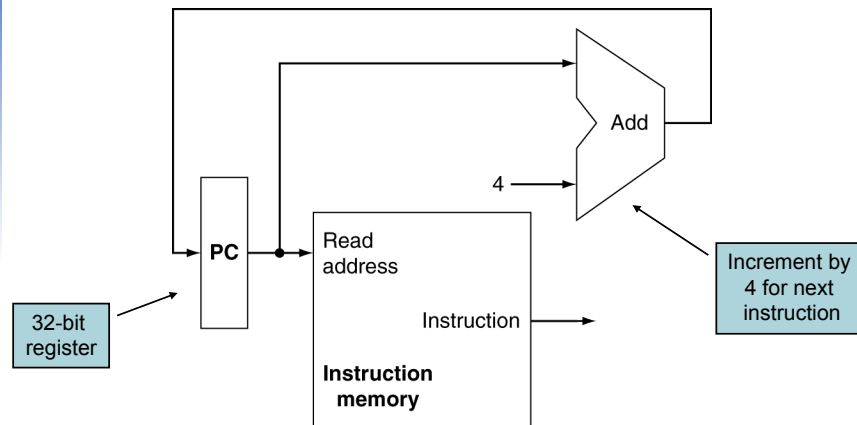 Add
4
PC
Read
address
Increment by
4 for next
instruction
32-bit
register
Instruction
Instruction
memory